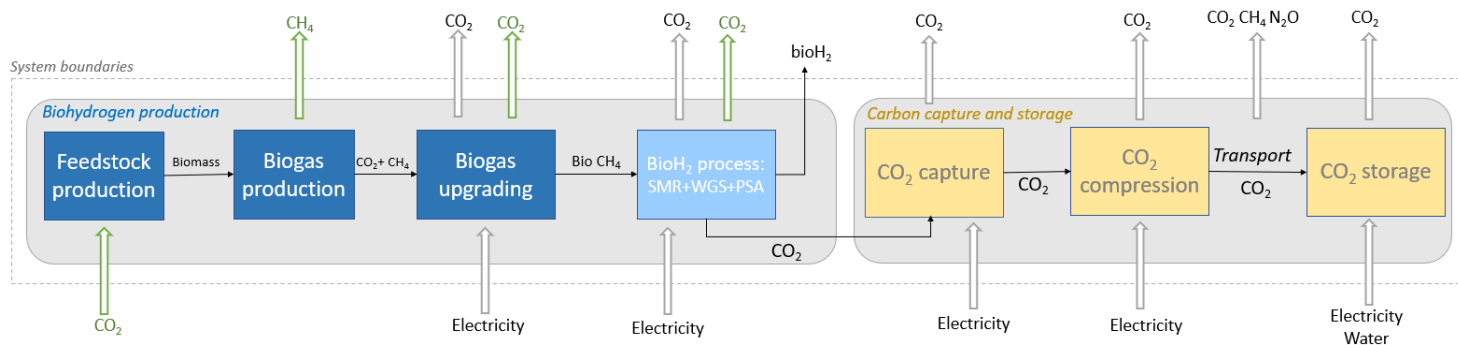 CH₄
CO₂
CO₂
CO₂
CO₂
CO₂
CO₂
CO₂ CH₄ N₂O
CO₂
bioH₂
System boundaries
Biohydrogen production
Carbon capture and storage
Feedstock
production
Biomass
Biogas
production
CO₂+ CH₄
Biogas
upgrading
Bio CH₄
BioH₂ process:
SMR+WGS+PSA
CO₂
CO₂ capture
CO₂
CO₂
compression
Transport
CO₂
CO₂ storage
CO₂
Electricity
Electricity
Electricity
Electricity
Electricity
Water